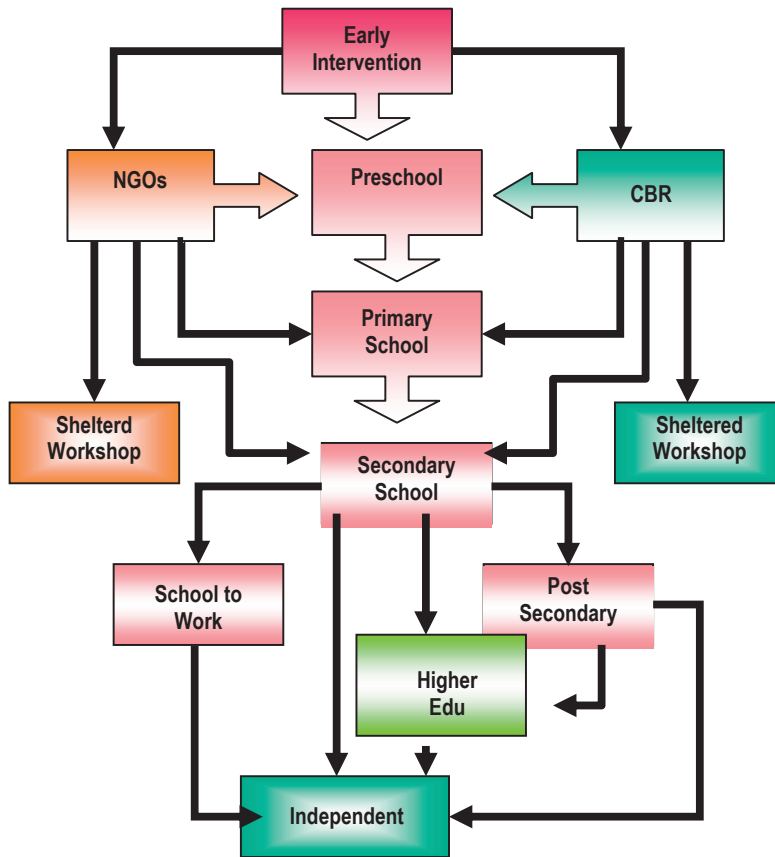 Early
Intervention
NGOs
Preschool
CBR
Primary
School
Shelterd
Workshop
Sheltered
Workshop
Secondary
School
School to
Work
Post
Secondary
Higher
Edu
Independent